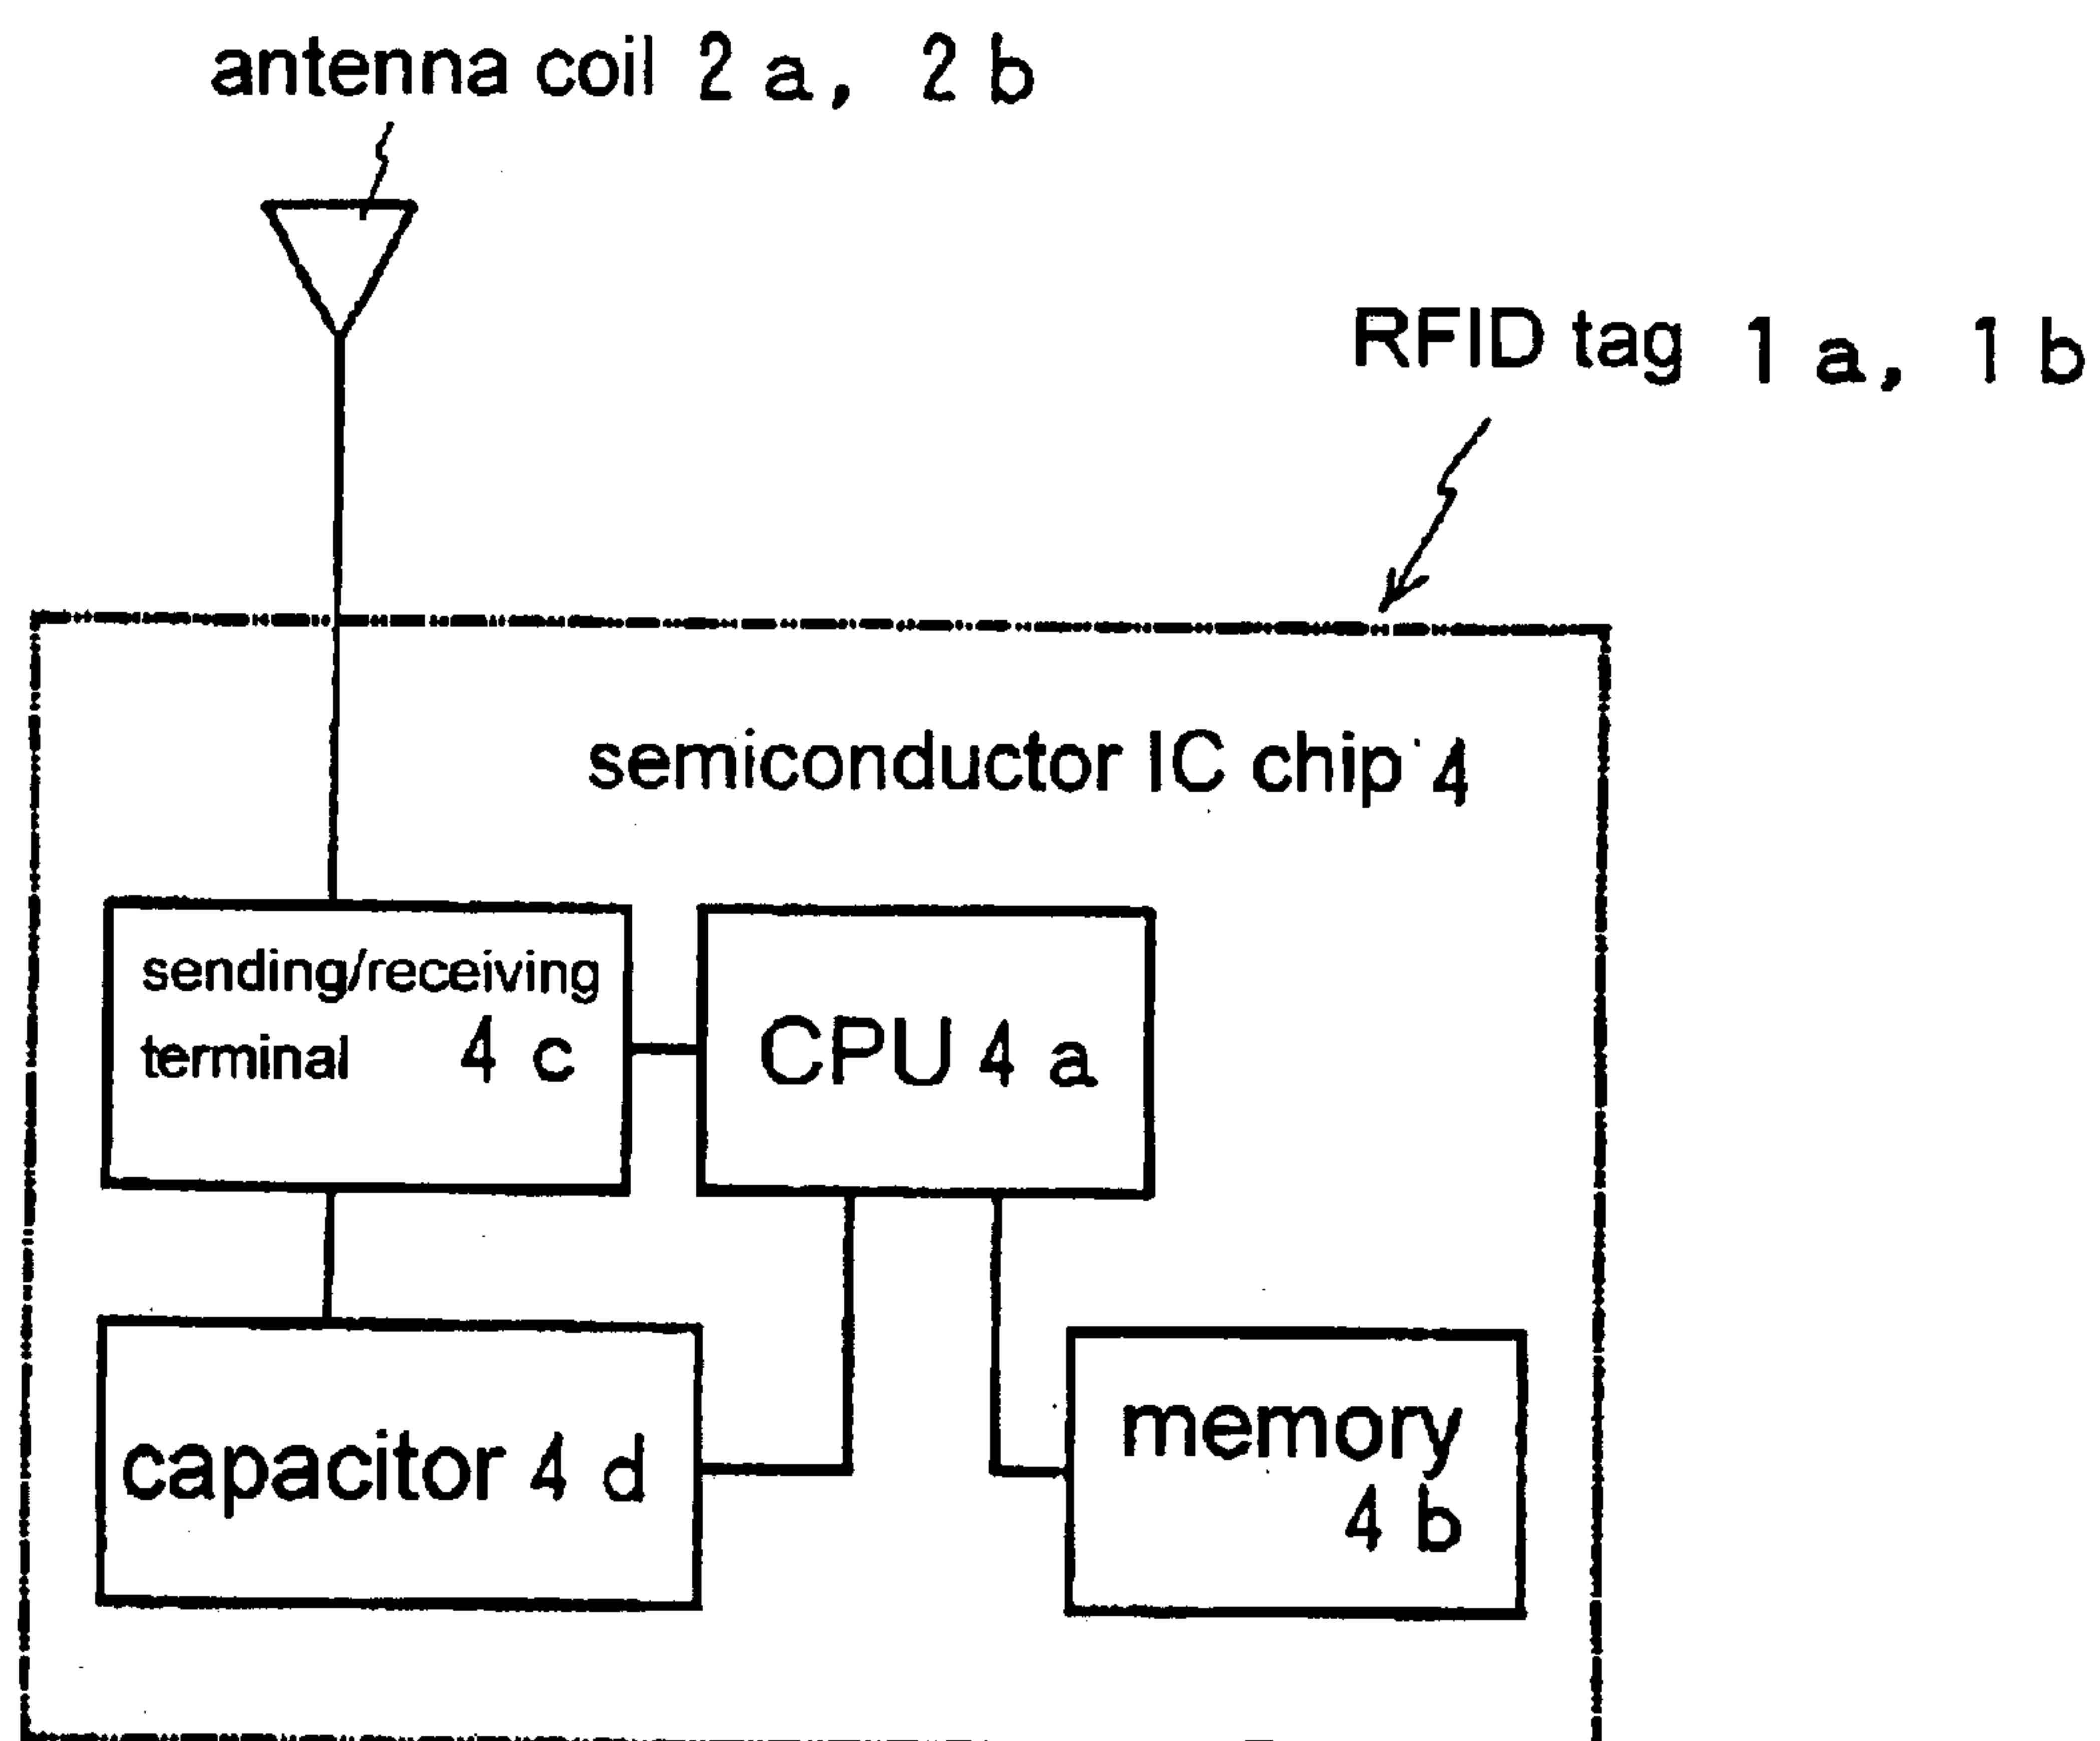 antenna coil 2 a, 2 b
RFID tag 1 a, 1 b
semiconductor IC chip 4
sending/receiving
terminal 4 c
CPU 4 a
capacitor 4 d
memory
4 b